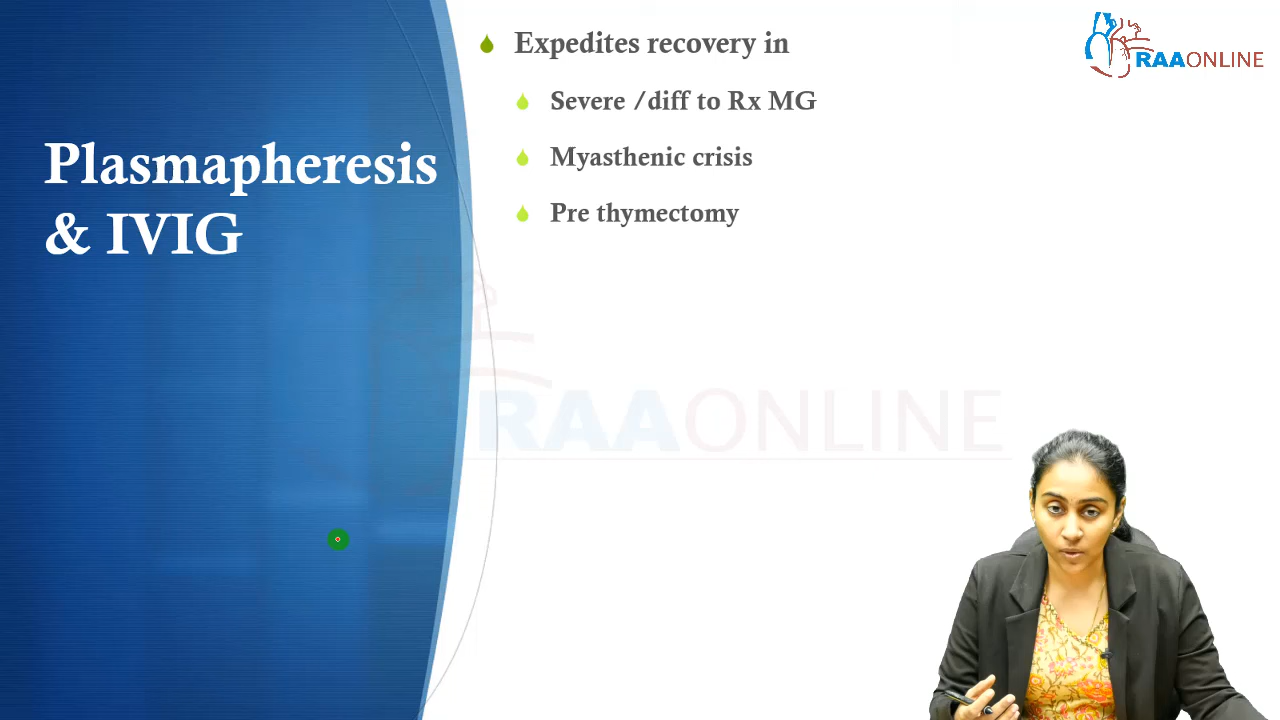 Plasmapheresis
& IVIG
Expedites recovery in
Severe /diff to Rx MG
Myasthenic crisis
Pre thymectomy
RAAONLINE
RAAONLINE